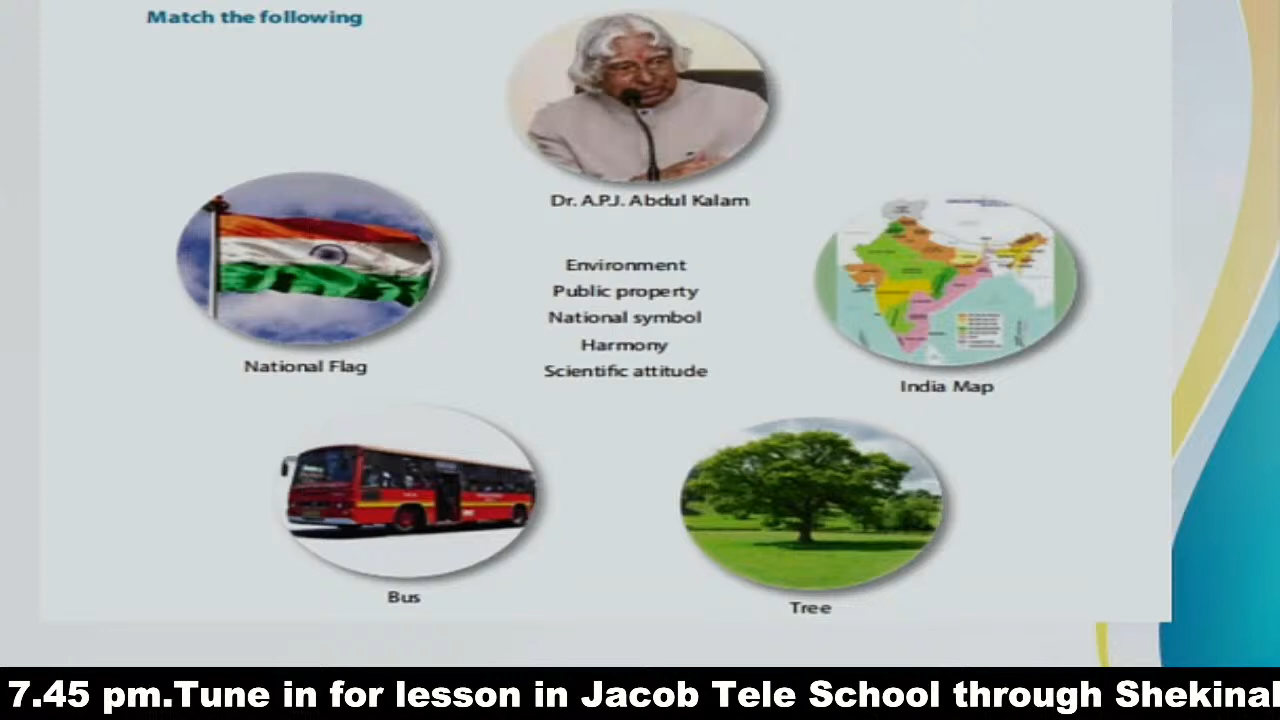 Match the following
Dr. A.P.J. Abdul Kalam
Environment
Public property
National symbol
Harmony
Scientific attitude
National Flag
India Map
Bus
Tree
7.45 pm.Tune in for lesson in Jacob Tele School through Shekinah